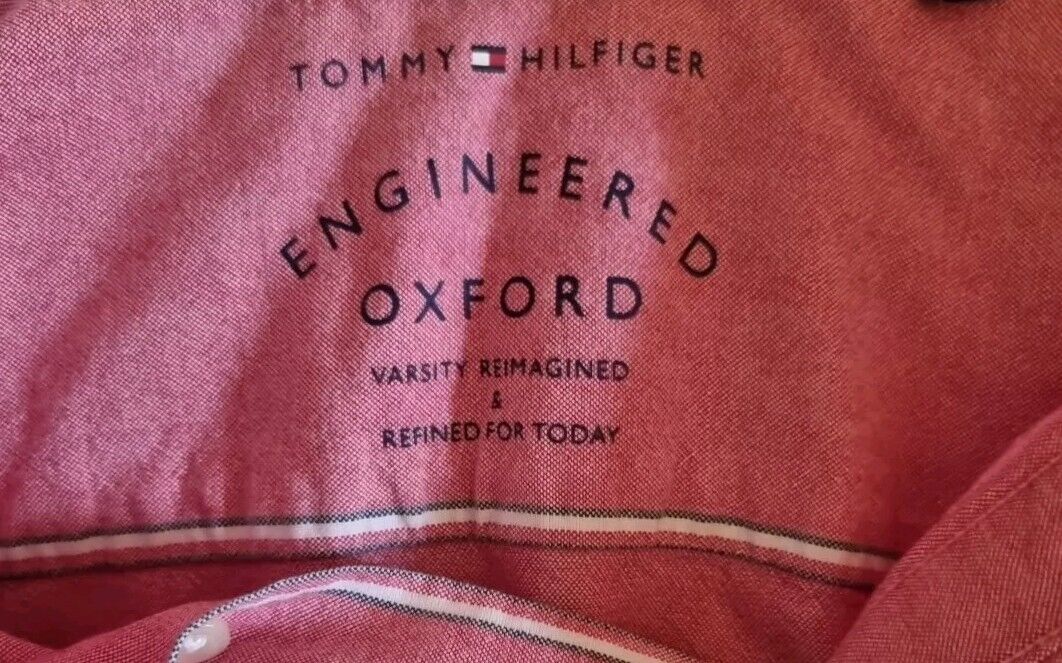 TOMMY HILFIGER
ENGINEERED
OXFORD
VARSITY REIMAGINED
&
REFINED FOR TODAY